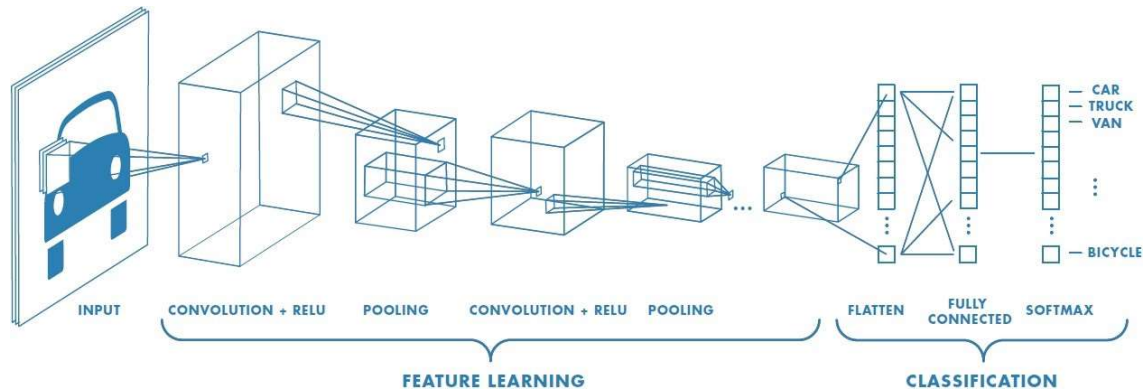 CAR
TRUCK
VAN
BICYCLE
INPUT
CONVOLUTION + RELU
POOLING
CONVOLUTION + RELU
POOLING
FLATTEN
FULLY
CONNECTED
SOFTMAX
FEATURE LEARNING
CLASSIFICATION